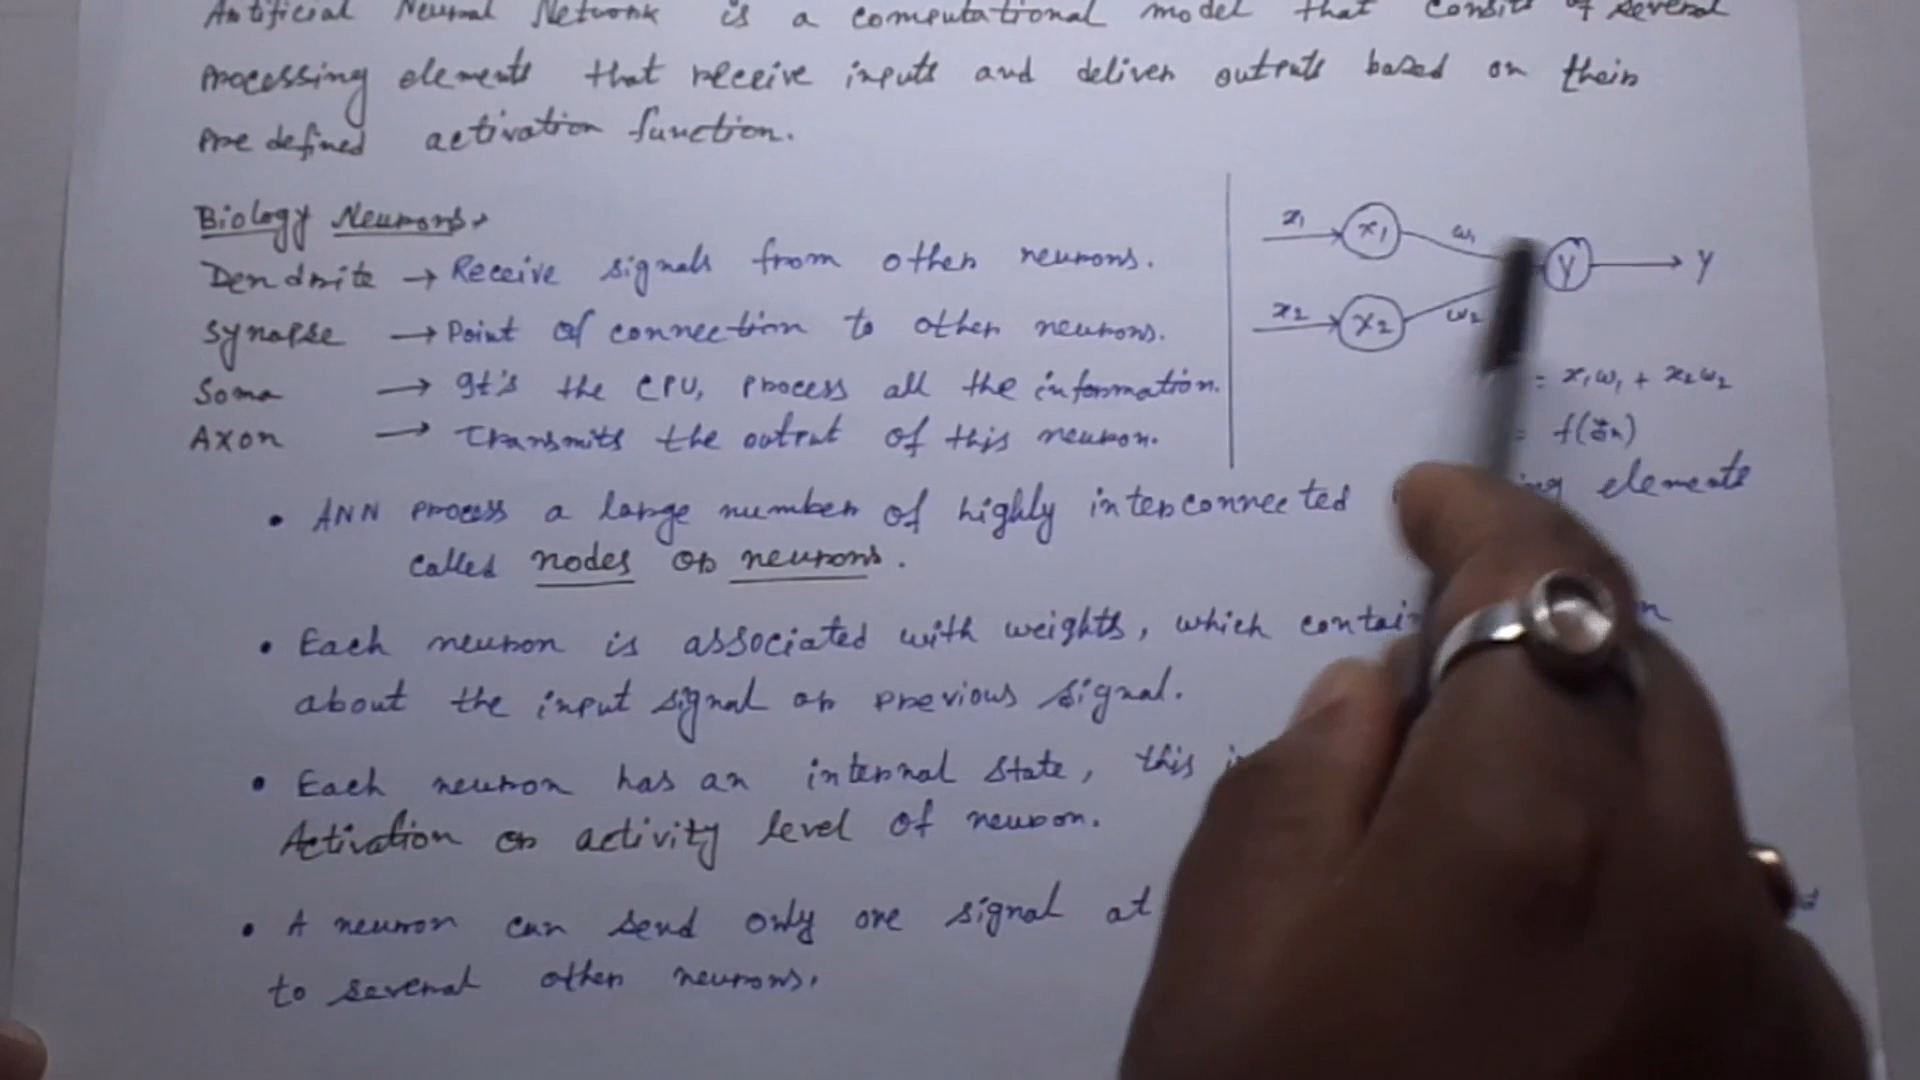 Artificial Neural Network is a computational model that consist of several
processing elements that receive inputs and deliver outputs based on their
pre defined activation function.
Biology Neurons
Dendrite → Receive signals from other neurons.
Synapse → Point of connection to other neurons.
Soma → It's the CPU, process all the information.
Axon → Transmits the output of this neuron.
x₁ X₁ w₁
Y → Y
x₂ X₂ w₂
= x₁w₁ + x₂w₂
= f(
• ANN process a large number of highly interconnected elements
called nodes or neurons.
• Each neuron is associated with weights, which
about the input signal or previous signal.
• Each neuron has an internal state, this
Activation or activity level of neuron.
• A neuron can send only one signal at
to several other neurons.